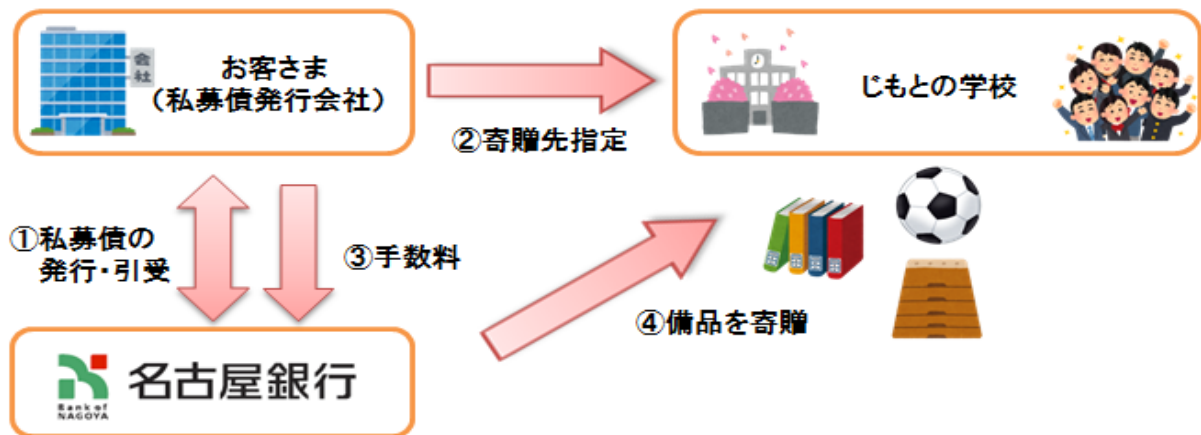 会社
お客さま
（私募債発行会社）
じもとの学校
②寄贈先指定
①私募債の
発行・引受
③手数料
④備品を寄贈
名古屋銀行
Bank of
NAGOYA